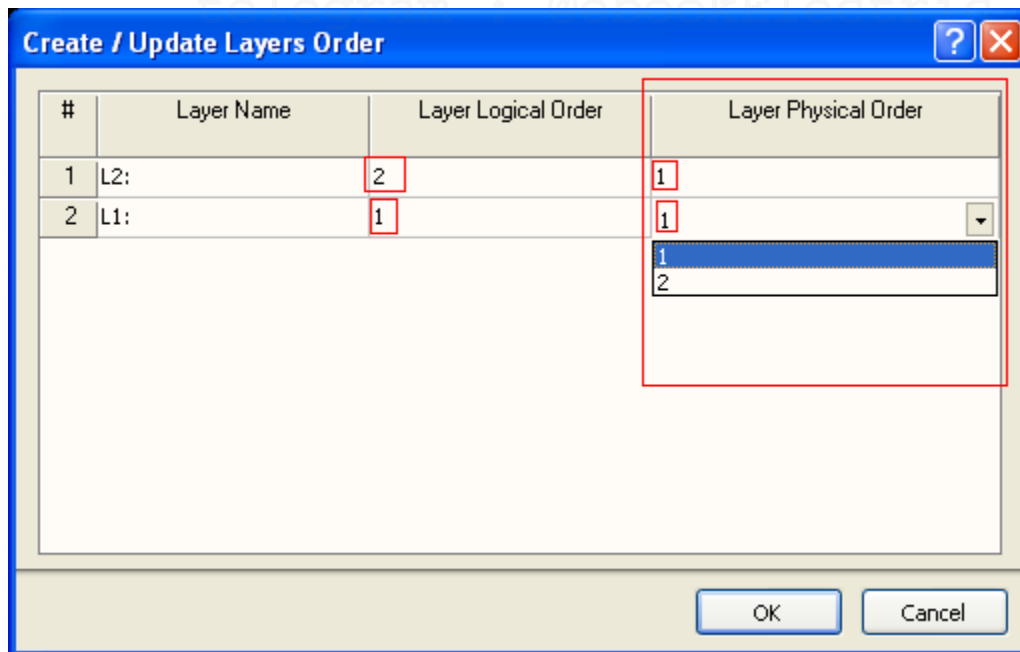 Create / Update Layers Order
# Layer Name Layer Logical Order Layer Physical Order
1 L2: 2 1
2 L1: 1 1
1
2
OK Cancel